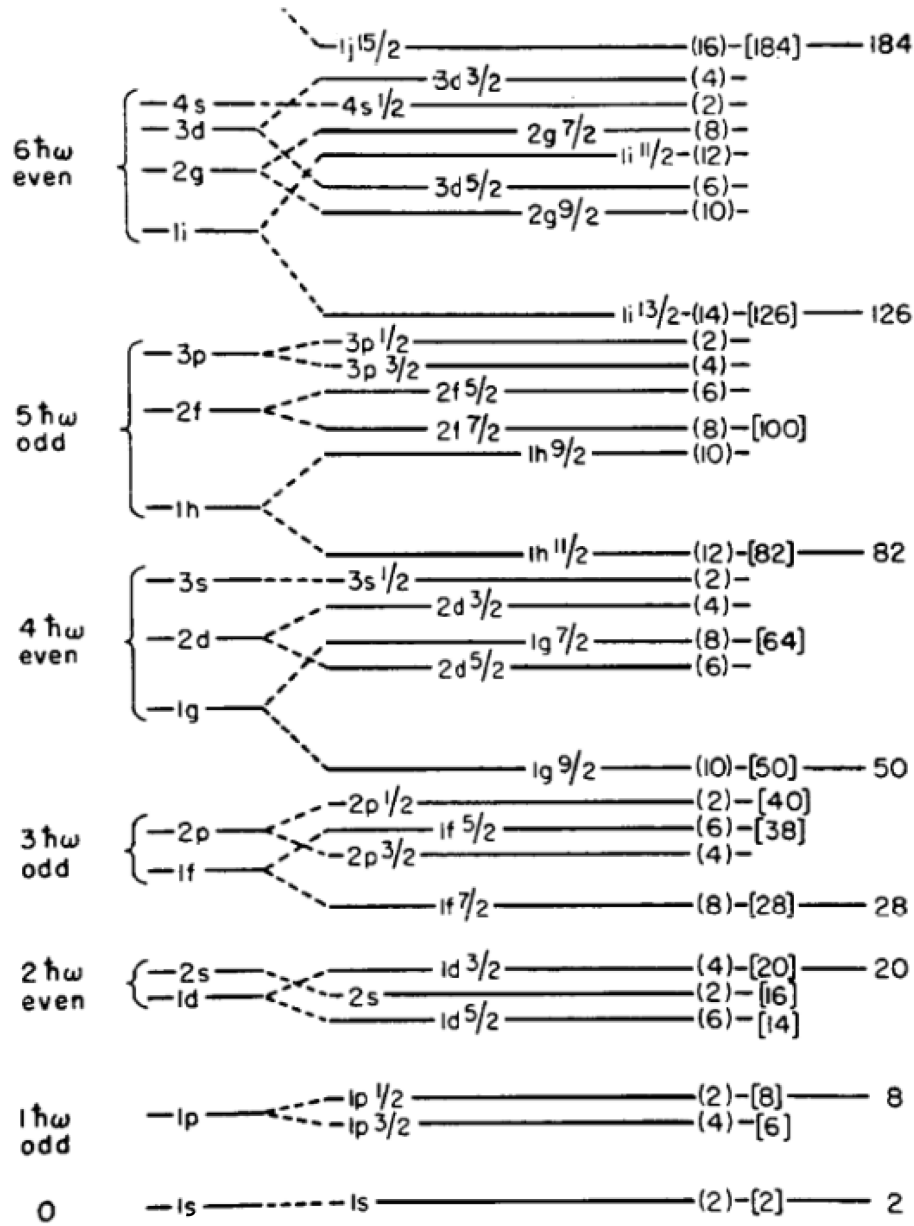 1j 15/2 (16) [184] 184
3d 3/2 (4)
4s 4s 1/2 (2)
3d 2g 7/2 (8)
6ħω even 1i 11/2 (12)
2g 3d 5/2 (6)
2g 9/2 (10)
1i
1i 13/2 (14) [126] 126
3p 3p 1/2 (2)
3p 3/2 (4)
2f 5/2 (6)
5ħω odd 2f 2f 7/2 (8) [100]
1h 9/2 (10)
1h
1h 11/2 (12) [82] 82
3s 3s 1/2 (2)
2d 3/2 (4)
4ħω even 2d 1g 7/2 (8) [64]
2d 5/2 (6)
1g
1g 9/2 (10) [50] 50
2p 1/2 (2) [40]
3ħω odd 2p 1f 5/2 (6) [38]
2p 3/2 (4)
1f
1f 7/2 (8) [28] 28
2ħω even 2s 1d 3/2 (4) [20] 20
1d 2s (2) [16]
1d 5/2 (6) [14]
1p 1/2 (2) [8] 8
1ħω odd 1p 1p 3/2 (4) [6]
0 1s 1s (2) [2] 2